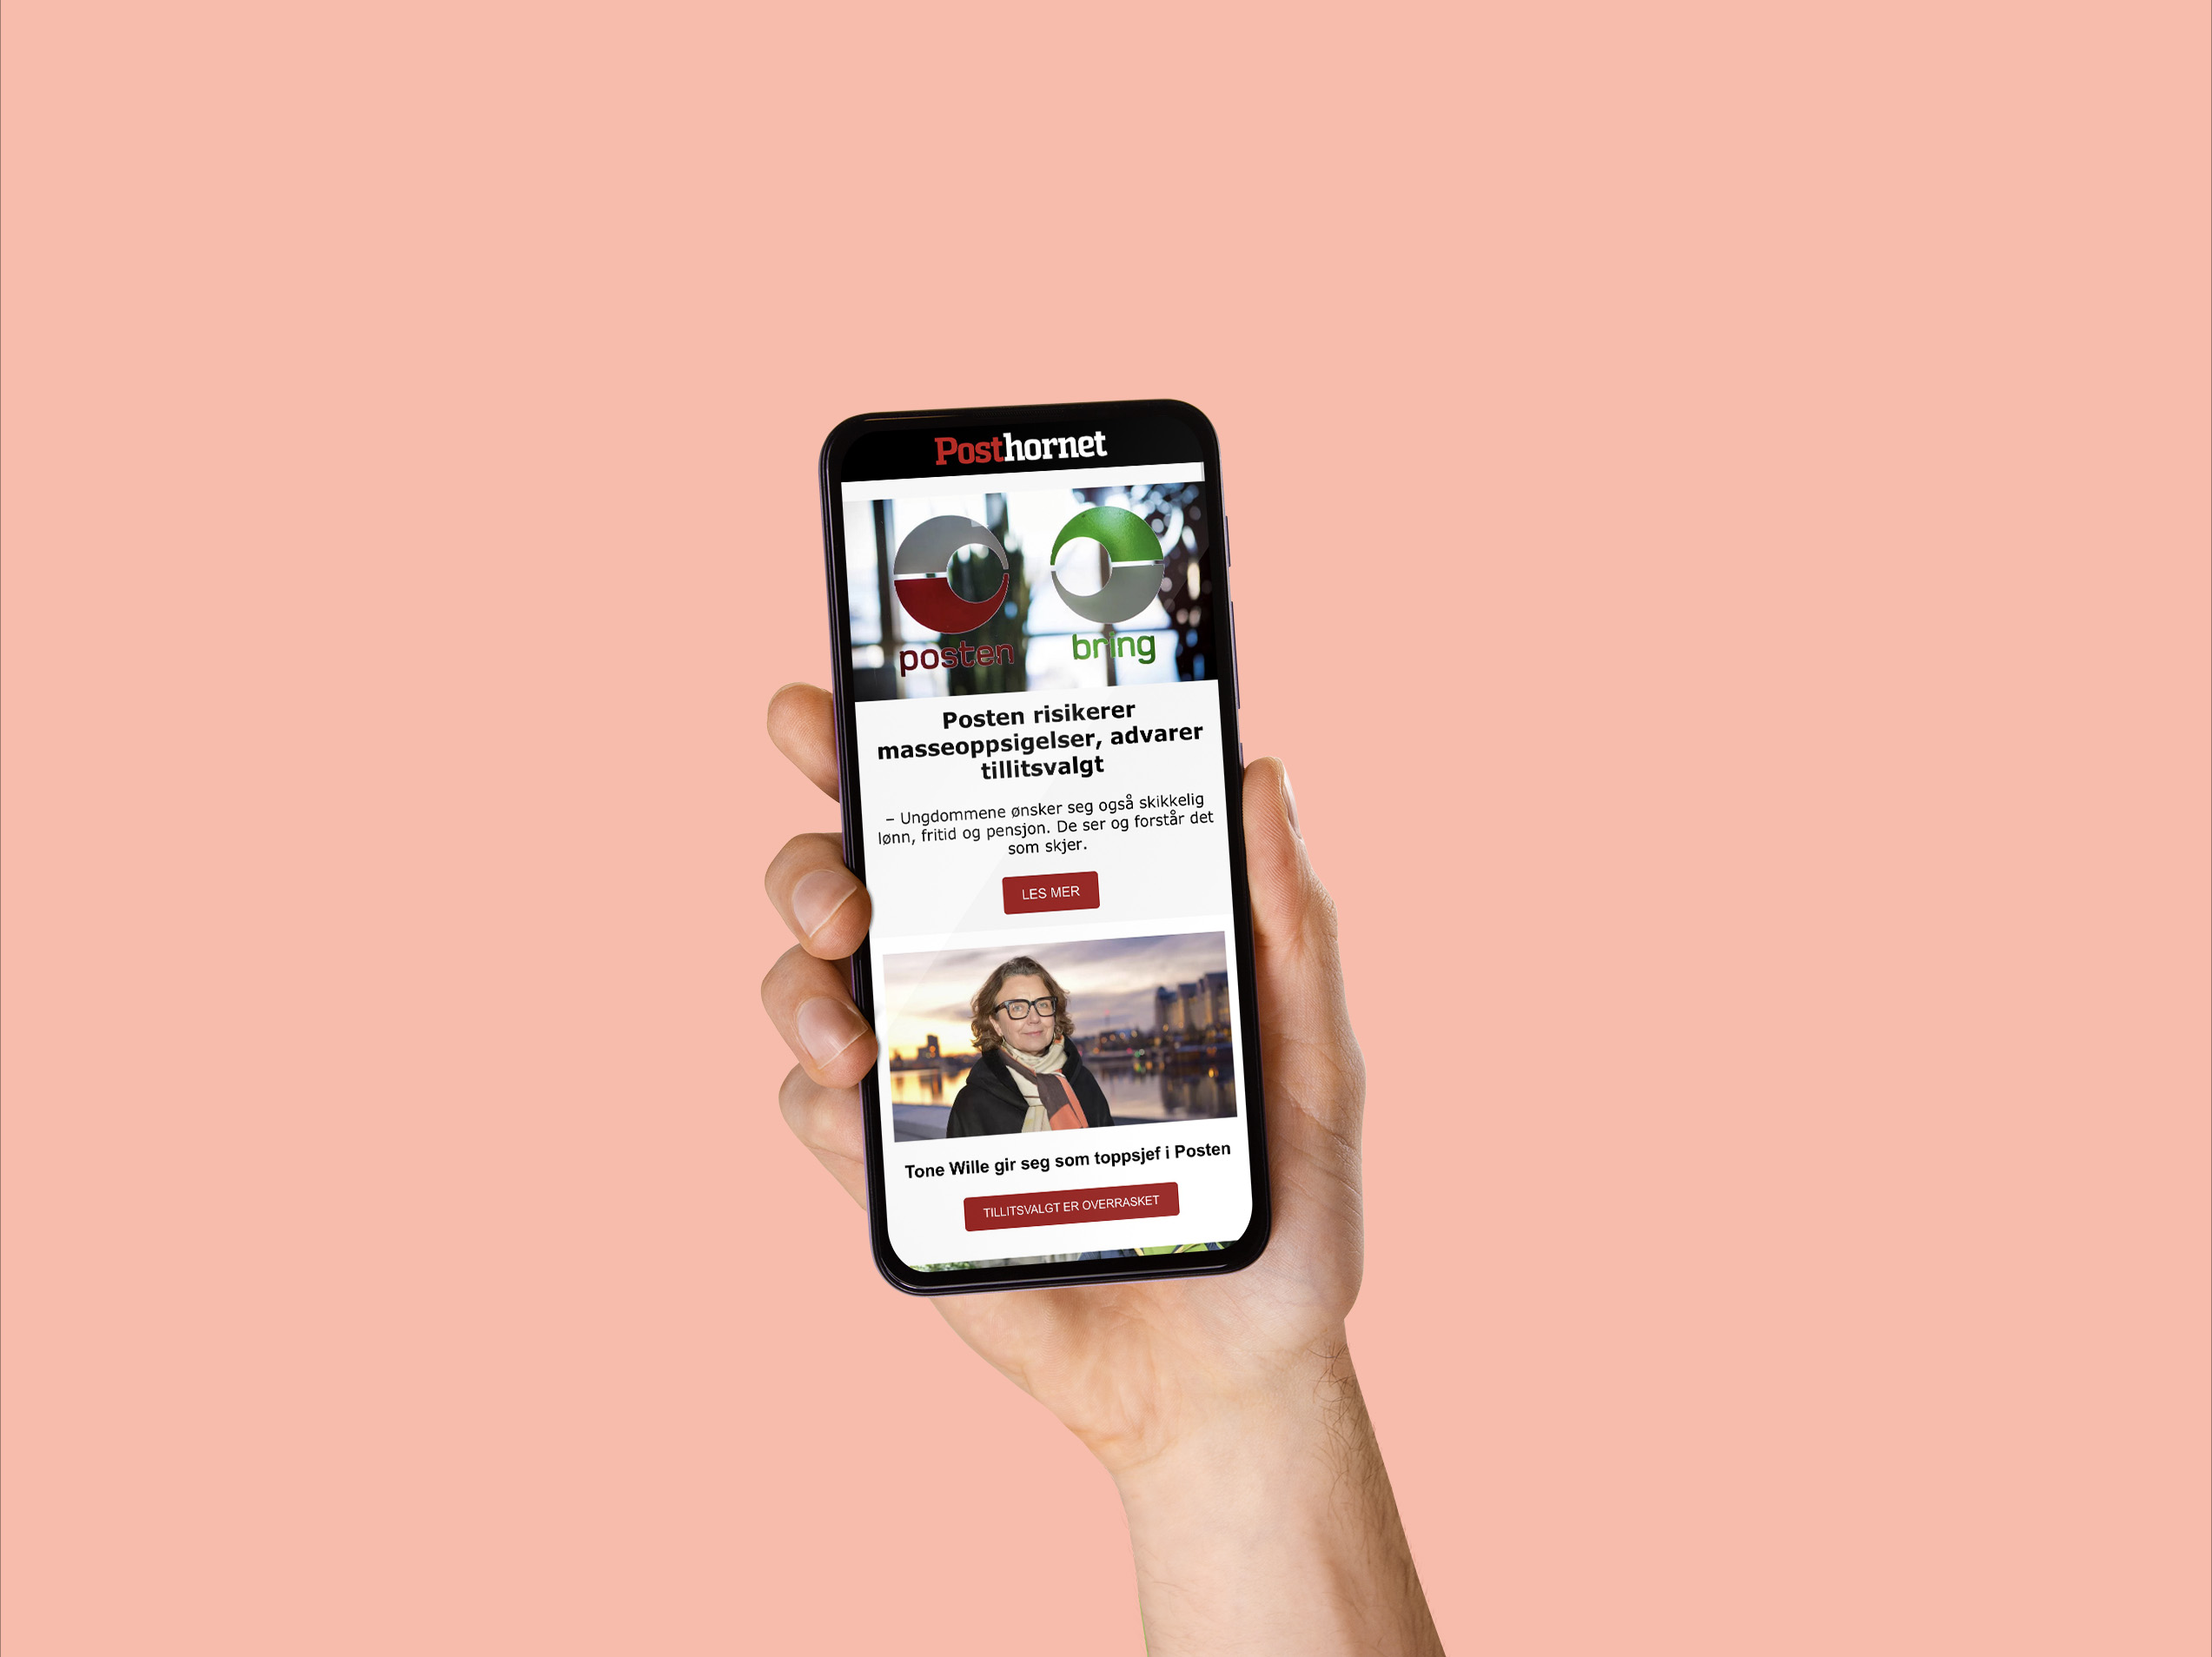 Posthornet
posten
bring
Posten risikerer
masseoppsigelser, advarer
tillitsvalgt
– Ungdommene ønsker seg også skikkelig
lønn, fritid og pensjon. De ser og forstår det
som skjer.
LES MER
Tone Wille gir seg som toppsjef i Posten
TILLITSVALGT ER OVERRASKET